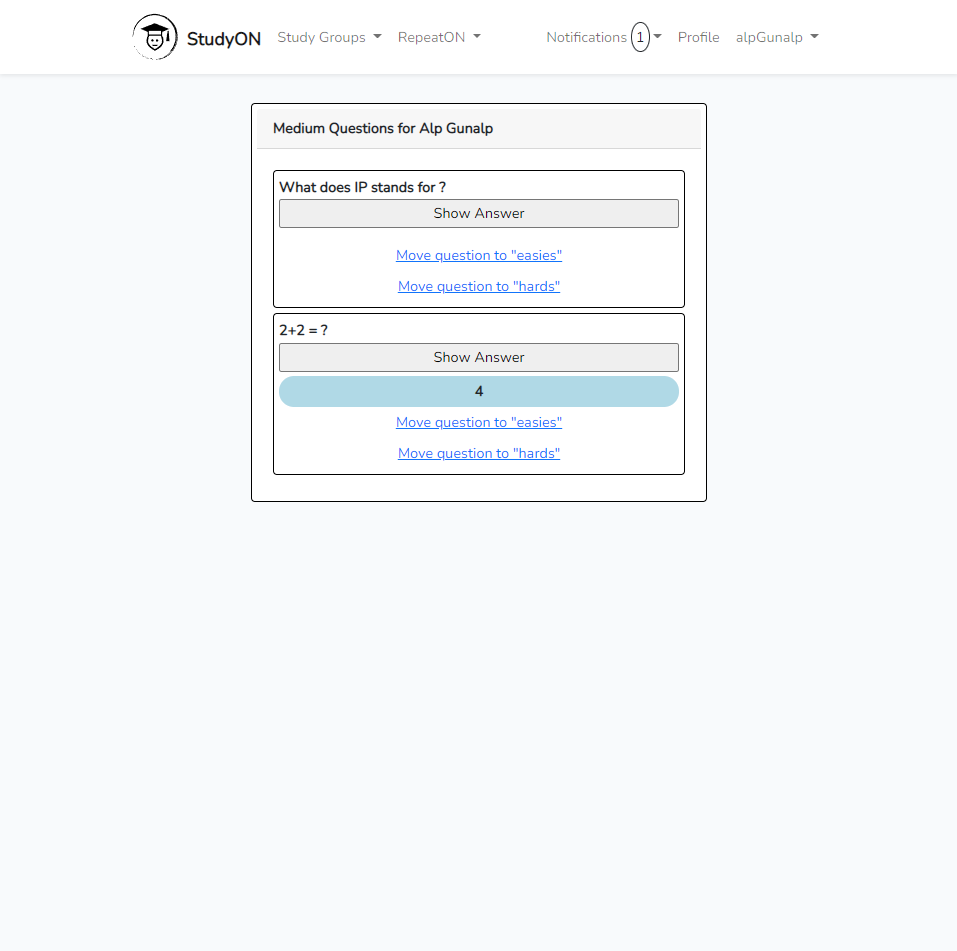 StudyON Study Groups RepeatON Notifications 1 Profile alpGunalp
Medium Questions for Alp Gunalp
What does IP stands for ?
Show Answer
Move question to "easies"
Move question to "hards"
2+2 = ?
Show Answer
4
Move question to "easies"
Move question to "hards"